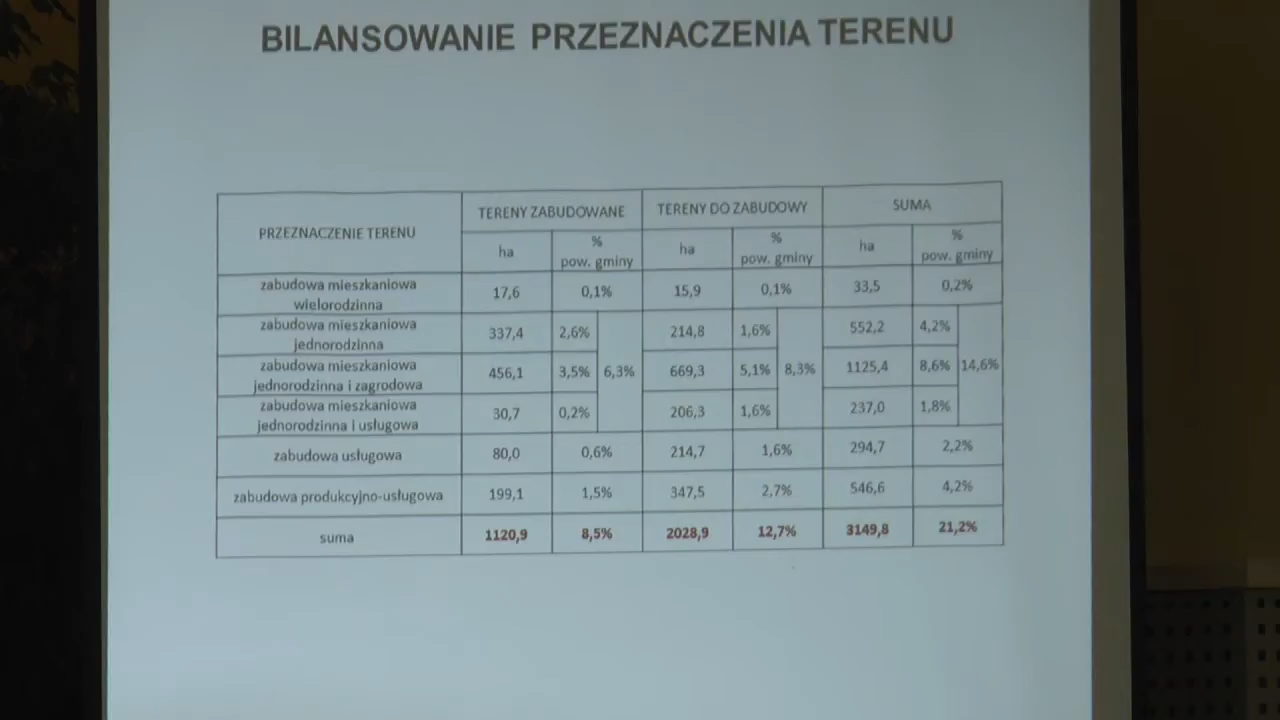 BILANSOWANIE PRZEZNACZENIA TERENU
PRZEZNACZENIE TERENU TERENY ZABUDOWANE TERENY DO ZABUDOWY SUMA
ha % pow. gminy ha % pow. gminy ha % pow. gminy
zabudowa mieszkaniowa
wielorodzinna 17,6 0,1% 15,9 0,1% 33,5 0,2%
zabudowa mieszkaniowa
jednorodzinna 337,4 2,6% 214,8 1,6% 552,2 4,2%
zabudowa mieszkaniowa
jednorodzinna i zagrodowa 456,1 3,5% 6,3% 669,3 5,1% 8,3% 1125,4 8,6% 14,6%
zabudowa mieszkaniowa
jednorodzinna i usługowa 30,7 0,2% 206,3 1,6% 237,0 1,8%
zabudowa usługowa 80,0 0,6% 214,7 1,6% 294,7 2,2%
zabudowa produkcyjno-usługowa 199,1 1,5% 347,5 2,7% 546,6 4,2%
suma 1120,9 8,5% 2028,9 12,7% 3149,8 21,2%